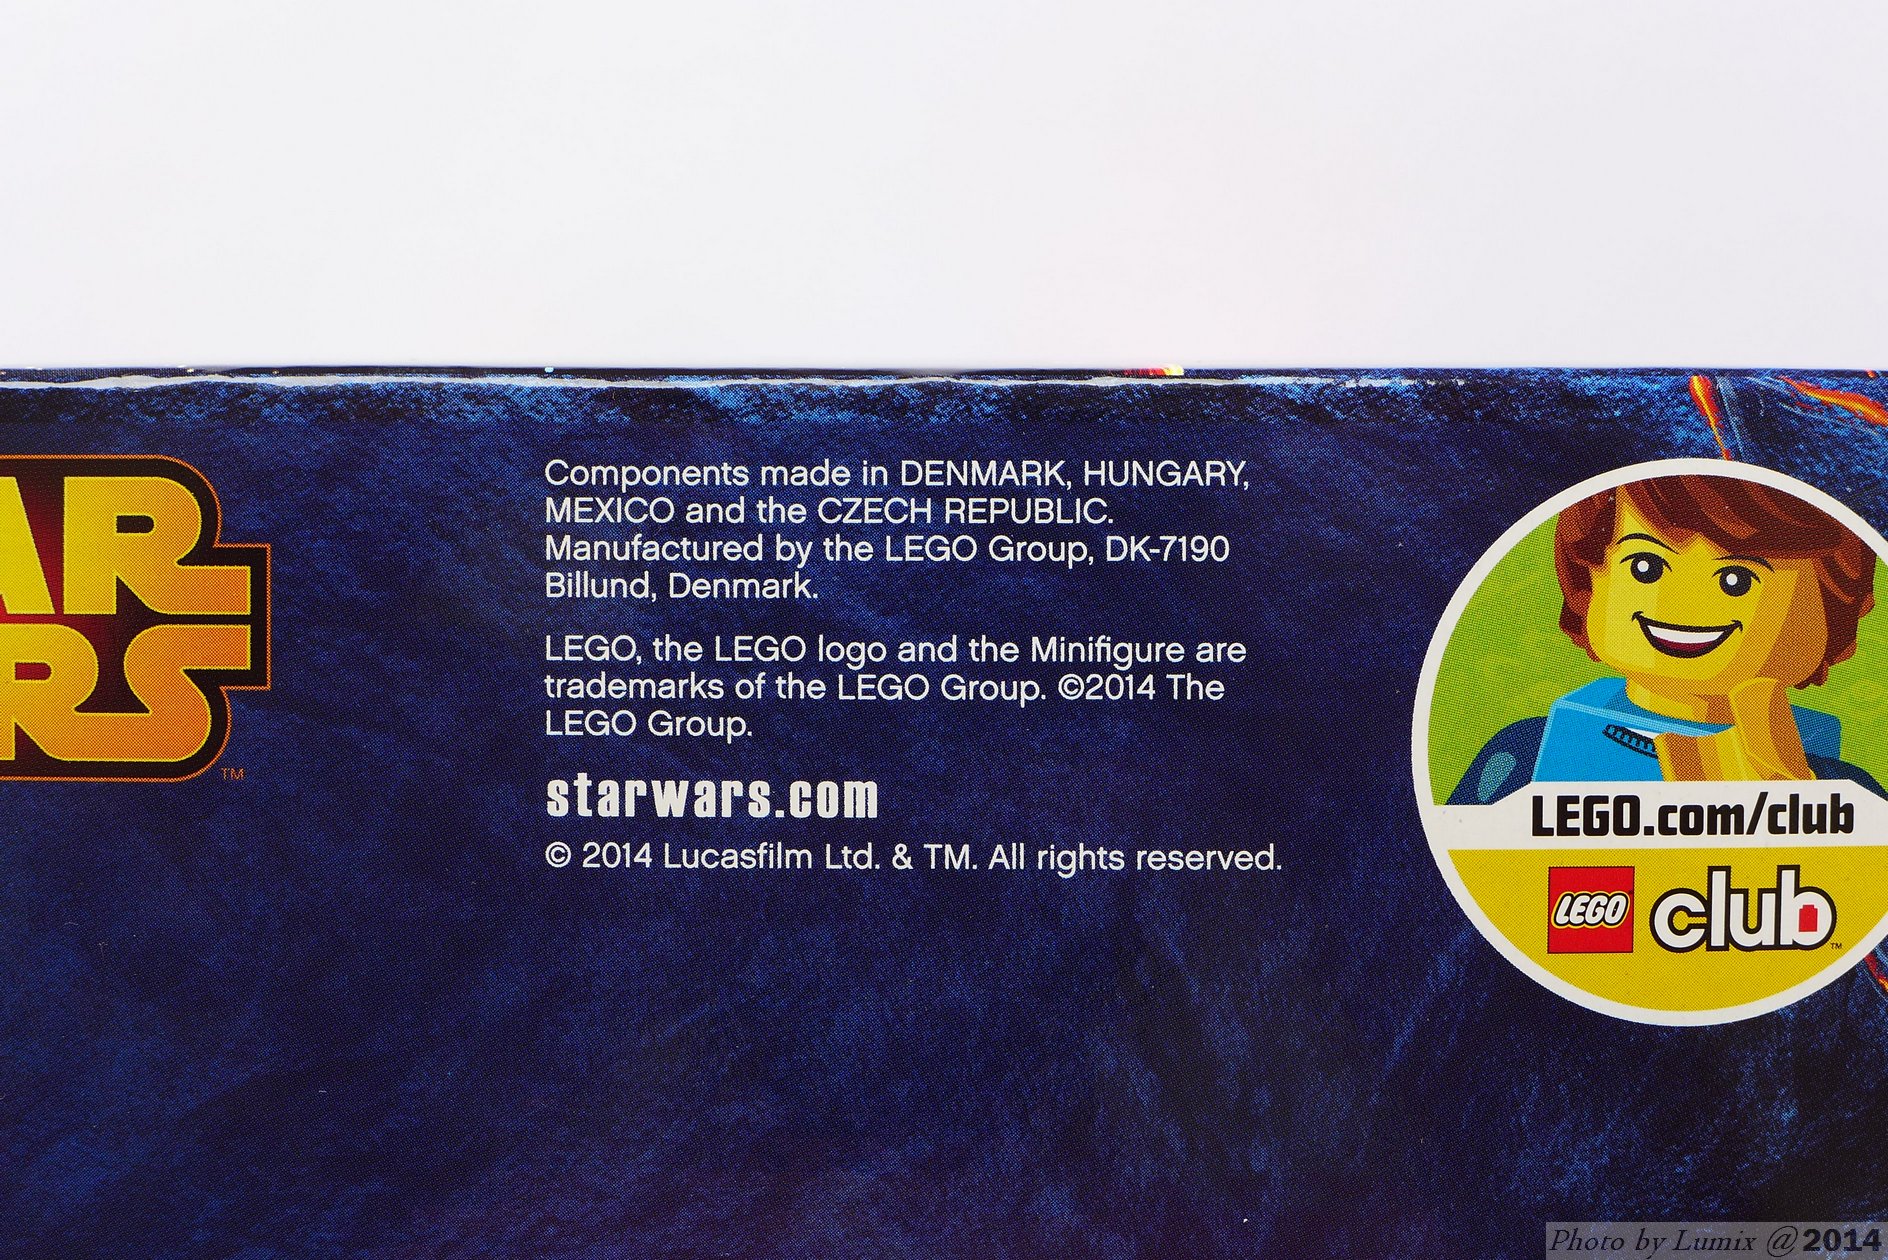 AR
RS
TM
Components made in DENMARK, HUNGARY,
MEXICO and the CZECH REPUBLIC.
Manufactured by the LEGO Group, DK-7190
Billund, Denmark.
LEGO, the LEGO logo and the Minifigure are
trademarks of the LEGO Group. ©2014 The
LEGO Group.
starwars.com
© 2014 Lucasfilm Ltd. & TM. All rights reserved.
LEGO.com/club
LEGO club TM
Photo by Lumix @2014